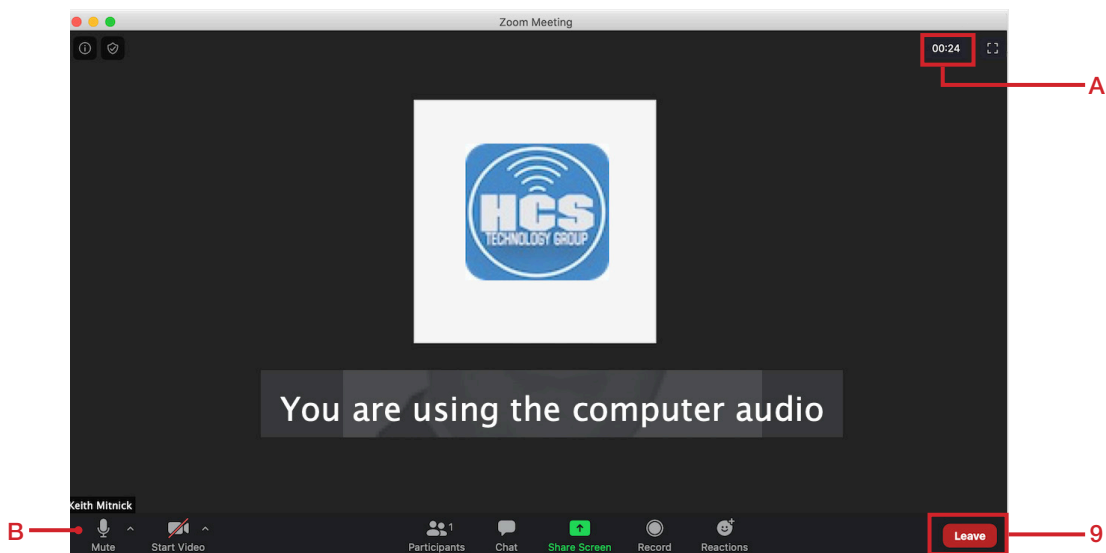 Zoom Meeting
00:24
A
HCS
TECHNOLOGY GROUP
You are using the computer audio
Keith Mitnick
B
1
Mute
Start Video
Participants
Chat
Share Screen
Record
Reactions
Leave
9